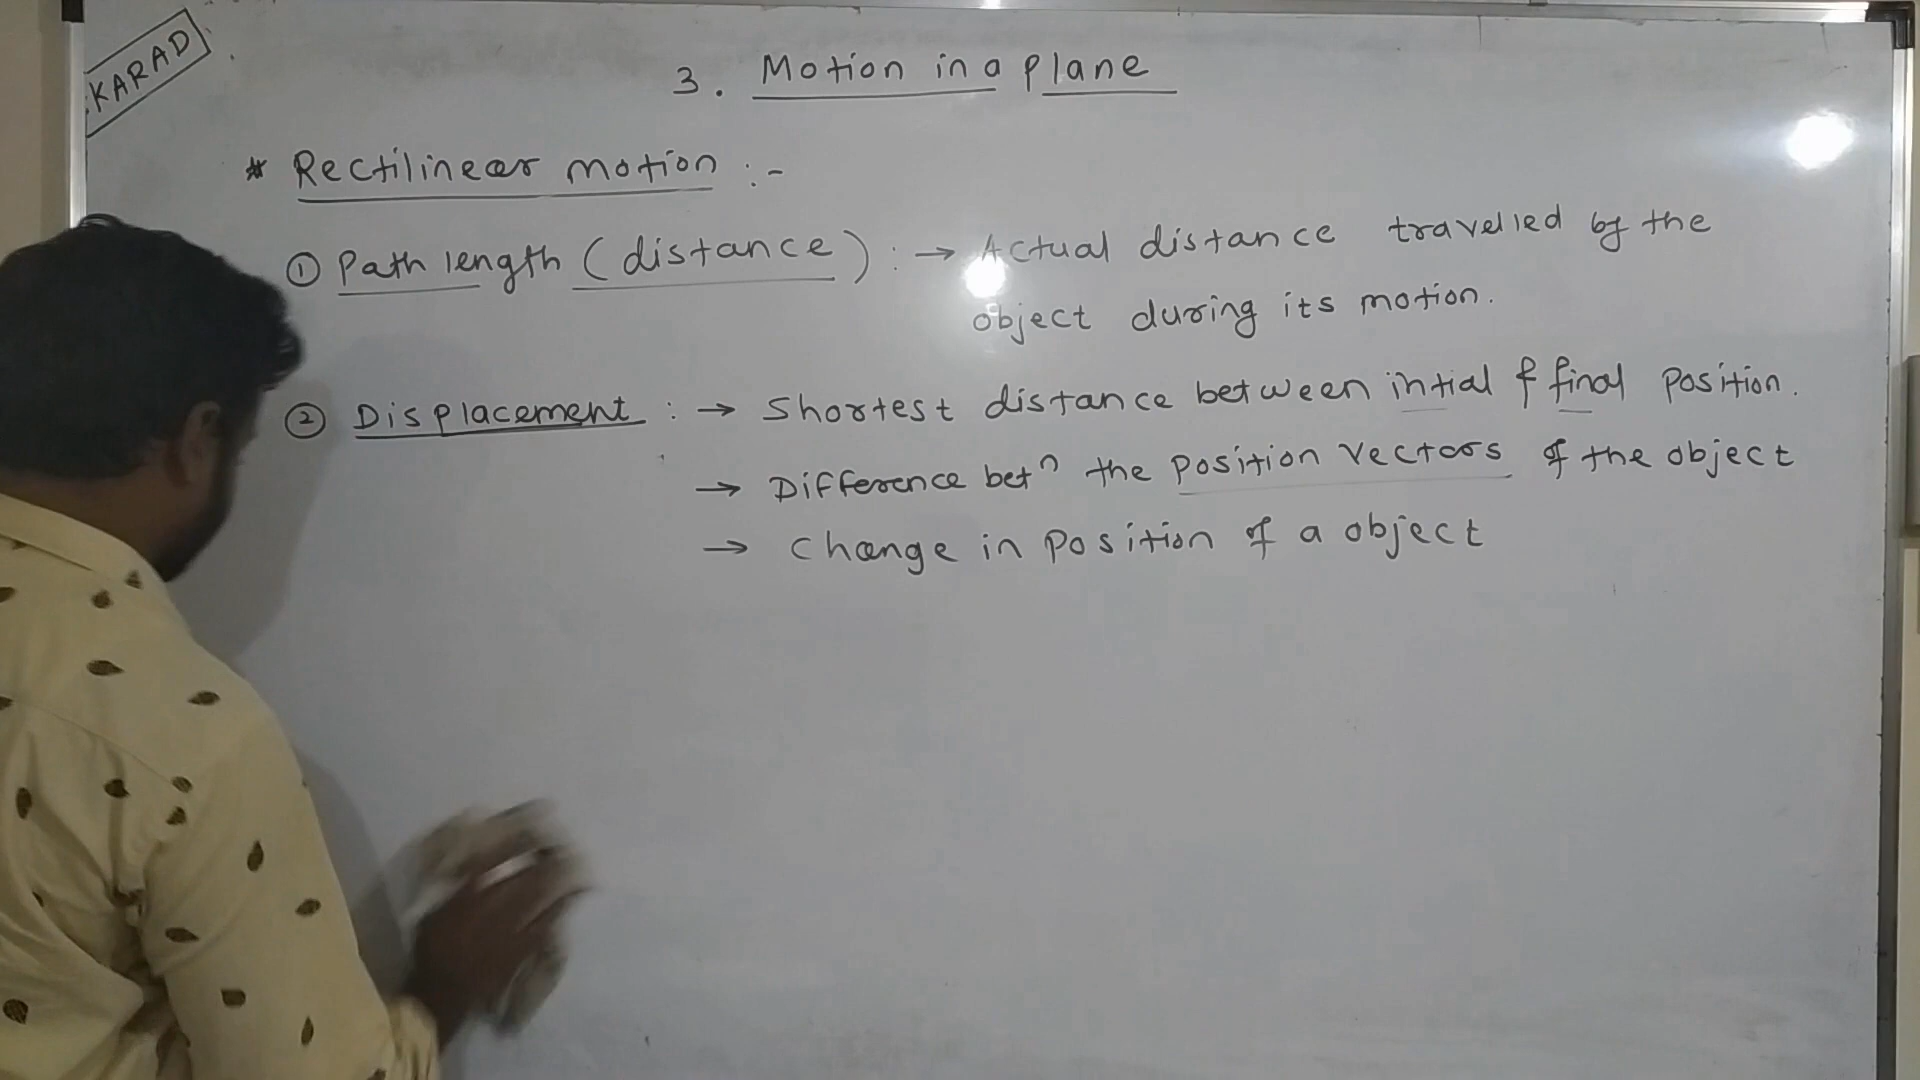 KARAD
3. Motion in a plane
* Rectilinear motion :-
① Path length (distance) : → Actual distance travelled by the
object during its motion.
② Displacement : → Shortest distance between intial & final position.
→ Difference betⁿ the position vectors of the object
→ Change in position of a object